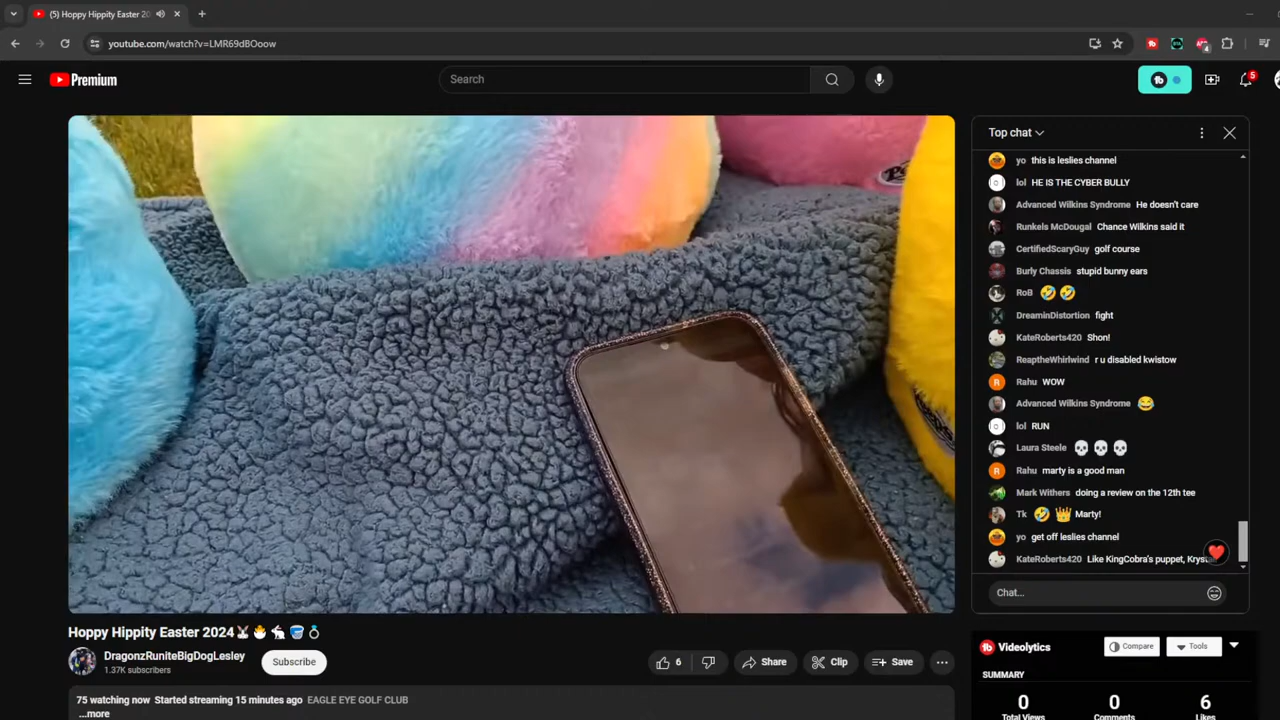 (5) Hoppy Hippity Easter 20
youtube.com/watch?v=LMR69dBOoow
4
Premium
Search
5
Top chat
yo this is leslies channel
lol HE IS THE CYBER BULLY
Advanced Wilkins Syndrome He doesn't care
Runkels McDougal Chance Wilkins said it
CertifiedScaryGuy golf course
Burly Chassis stupid bunny ears
RoB 🤣🤣
DreaminDistortion fight
KateRoberts420 Shon!
ReaptheWhirlwind r u disabled kwistow
R Rahu WOW
Advanced Wilkins Syndrome 😂
lol RUN
Laura Steele 💀💀💀
R Rahu marty is a good man
Mark Withers doing a review on the 12th tee
Tk 🤣👑 Marty!
yo get off leslies channel
KateRoberts420 Like KingCobra's puppet, Kryst
Chat...
Hoppy Hippity Easter 2024
DragonzRuniteBigDogLesley
1.37K subscribers
Subscribe
6
Share
Clip
Save
75 watching now Started streaming 15 minutes ago EAGLE EYE GOLF CLUB
...more
Videolytics
Compare
Tools
SUMMARY
0
0
6
Total Views
Comments
Likes